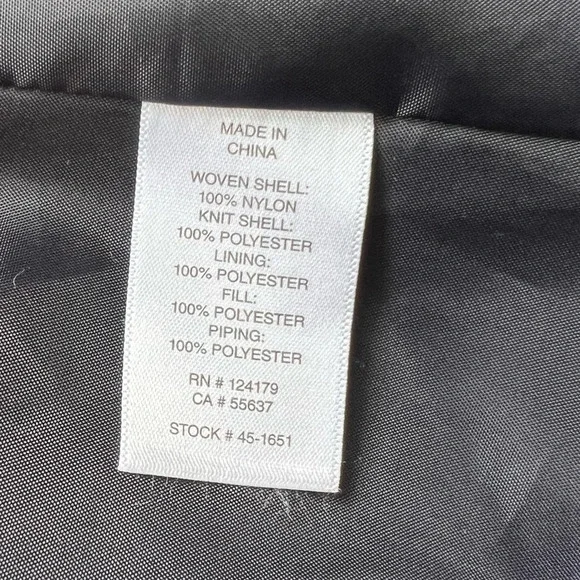 MADE IN
CHINA
WOVEN SHELL:
100% NYLON
KNIT SHELL:
100% POLYESTER
LINING:
100% POLYESTER
FILL:
100% POLYESTER
PIPING:
100% POLYESTER
RN # 124179
CA # 55637
STOCK # 45-1651